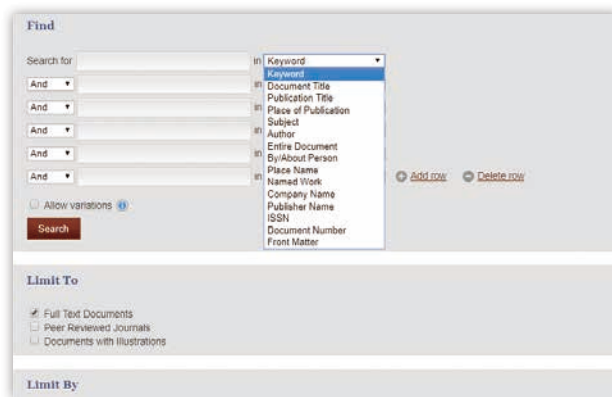 Find
Search for in Keyword
Keyword
And in Document Title
Publication Title
And in Place of Publication
Subject
And in Author
Entire Document
And in By/About Person
Place Name
And in Named Work Add row Delete row
Company Name
Allow variations Publisher Name
ISSN
Search Document Number
Front Matter
Limit To
Full Text Documents
Peer Reviewed Journals
Documents with Illustrations
Limit By